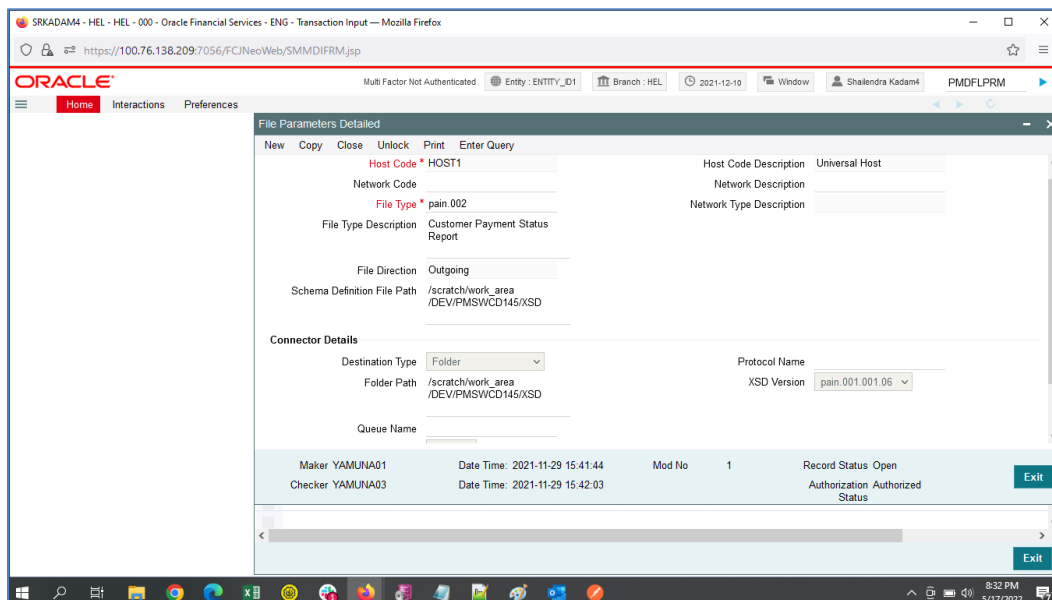 SRKADAM4 - HEL - HEL - 000 - Oracle Financial Services - ENG - Transaction Input — Mozilla Firefox
https://100.76.138.209:7056/FCJNeoWeb/SMMDIFRM.jsp
ORACLE® Multi Factor Not Authenticated Entity : ENTITY_ID1 Branch : HEL 2021-12-10 Window Shailendra Kadam4 PMDFLPRM
Home Interactions Preferences
File Parameters Detailed
New Copy Close Unlock Print Enter Query
Host Code * HOST1 Host Code Description Universal Host
Network Code Network Description
File Type * pain.002 Network Type Description
File Type Description Customer Payment Status
Report
File Direction Outgoing
Schema Definition File Path /scratch/work_area
/DEV/PMSWCD145/XSD
Connector Details
Destination Type Folder Protocol Name
Folder Path /scratch/work_area XSD Version pain.001.001.06
/DEV/PMSWCD145/XSD
Queue Name
Maker YAMUNA01 Date Time: 2021-11-29 15:41:44 Mod No 1 Record Status Open
Checker YAMUNA03 Date Time: 2021-11-29 15:42:03 Authorization Authorized
Status
Exit
Exit
8:32 PM
5/17/2022